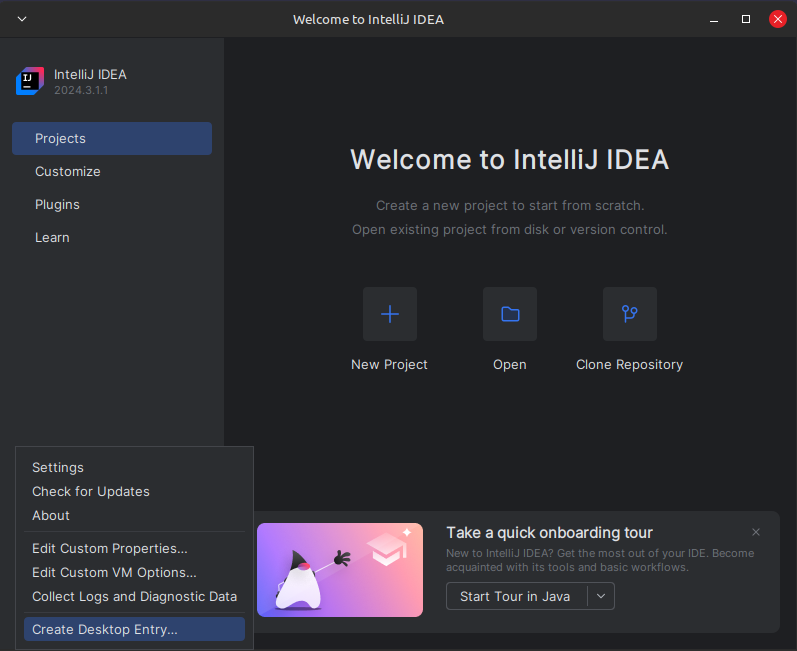 Welcome to IntelliJ IDEA
IJ
IntelliJ IDEA
2024.3.1.1
Projects
Customize
Plugins
Learn
Welcome to IntelliJ IDEA
Create a new project to start from scratch.
Open existing project from disk or version control.
New Project
Open
Clone Repository
Settings
Check for Updates
About
Edit Custom Properties...
Edit Custom VM Options...
Collect Logs and Diagnostic Data
Create Desktop Entry...
Take a quick onboarding tour
New to IntelliJ IDEA? Get the most out of your IDE. Become
acquainted with its tools and basic workflows.
Start Tour in Java